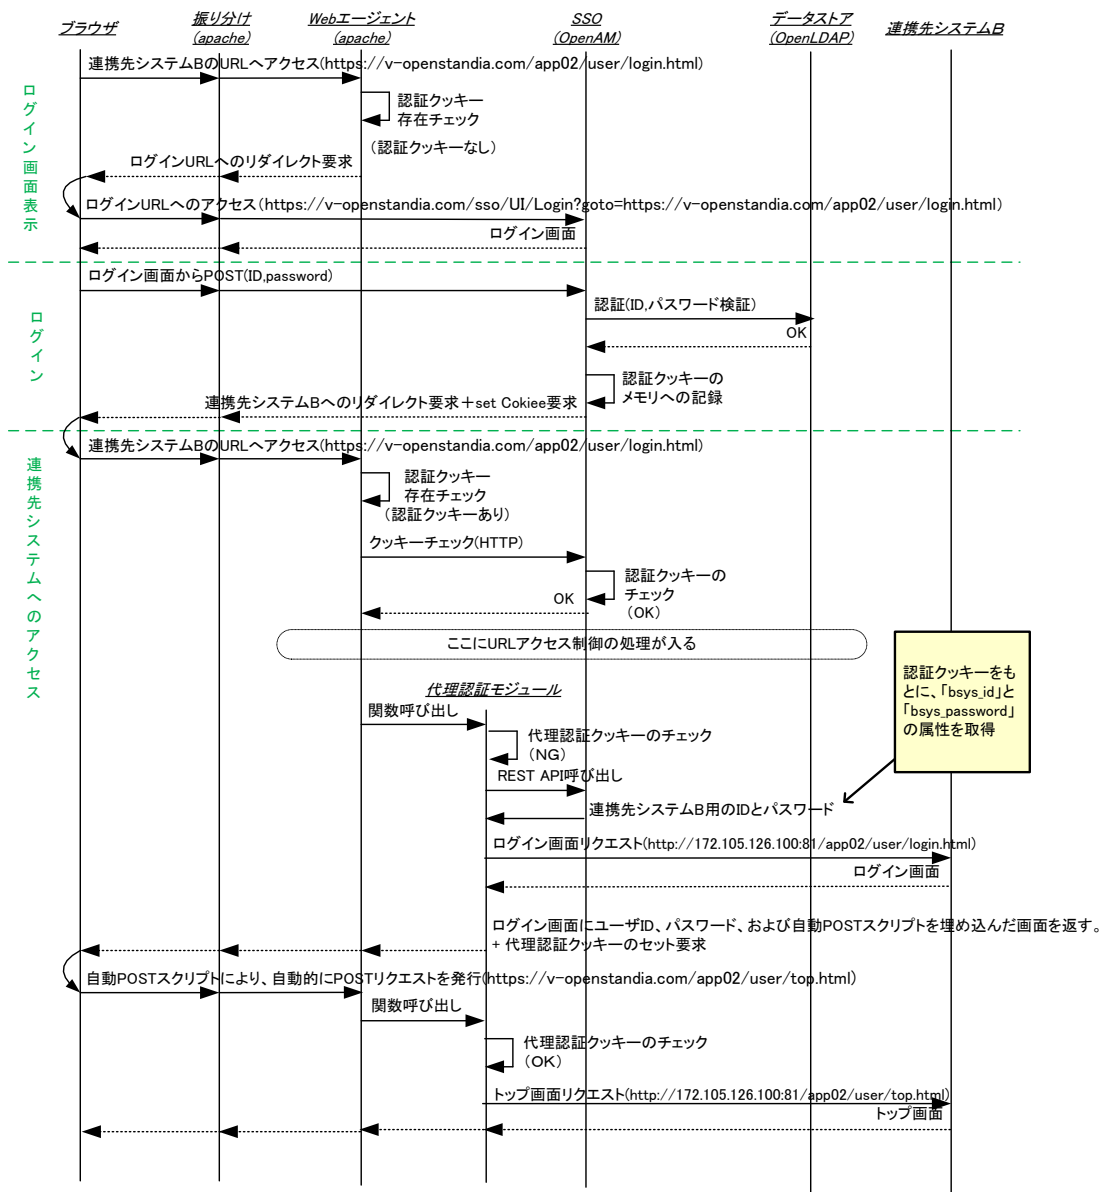 ブラウザ
振り分け
(apache)
Webエージェント
(apache)
SSO
(OpenAM)
データストア
(OpenLDAP)
連携先システムB
ログイン画面表示
連携先システムBのURLへアクセス(https://v-openstandia.com/app02/user/login.html)
認証クッキー
存在チェック
(認証クッキーなし)
ログインURLへのリダイレクト要求
ログインURLへのアクセス(https://v-openstandia.com/sso/UI/Login?goto=https://v-openstandia.com/app02/user/login.html)
ログイン画面
ログイン
ログイン画面からPOST(ID,password)
認証(ID,パスワード検証)
OK
認証クッキーの
メモリへの記録
連携先システムBへのリダイレクト要求+set Cokiee要求
連携先システムへのアクセス
連携先システムBのURLへアクセス(https://v-openstandia.com/app02/user/login.html)
認証クッキー
存在チェック
(認証クッキーあり)
クッキーチェック(HTTP)
認証クッキーの
チェック
(OK)
OK
ここにURLアクセス制御の処理が入る
認証クッキーをも
とに、「bsys_id」と
「bsys_password」
の属性を取得
代理認証モジュール
関数呼び出し
代理認証クッキーのチェック
(NG)
REST API呼び出し
連携先システムB用のIDとパスワード
ログイン画面リクエスト(http://172.105.126.100:81/app02/user/login.html)
ログイン画面
ログイン画面にユーザID、パスワード、および自動POSTスクリプトを埋め込んだ画面を返す。
+ 代理認証クッキーのセット要求
自動POSTスクリプトにより、自動的にPOSTリクエストを発行(https://v-openstandia.com/app02/user/top.html)
関数呼び出し
代理認証クッキーのチェック
(OK)
トップ画面リクエスト(http://172.105.126.100:81/app02/user/top.html)
トップ画面